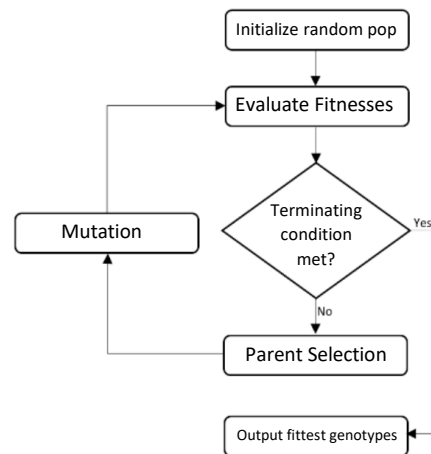 Initialize random pop
Evaluate Fitnesses
Terminating
condition
met?
Yes
Mutation
No
Parent Selection
Output fittest genotypes